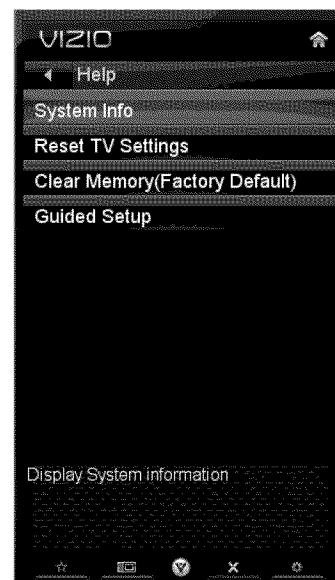 VIZIO
Help
System Info
Reset TV Settings
Clear Memory(Factory Default)
Guided Setup
Display System information